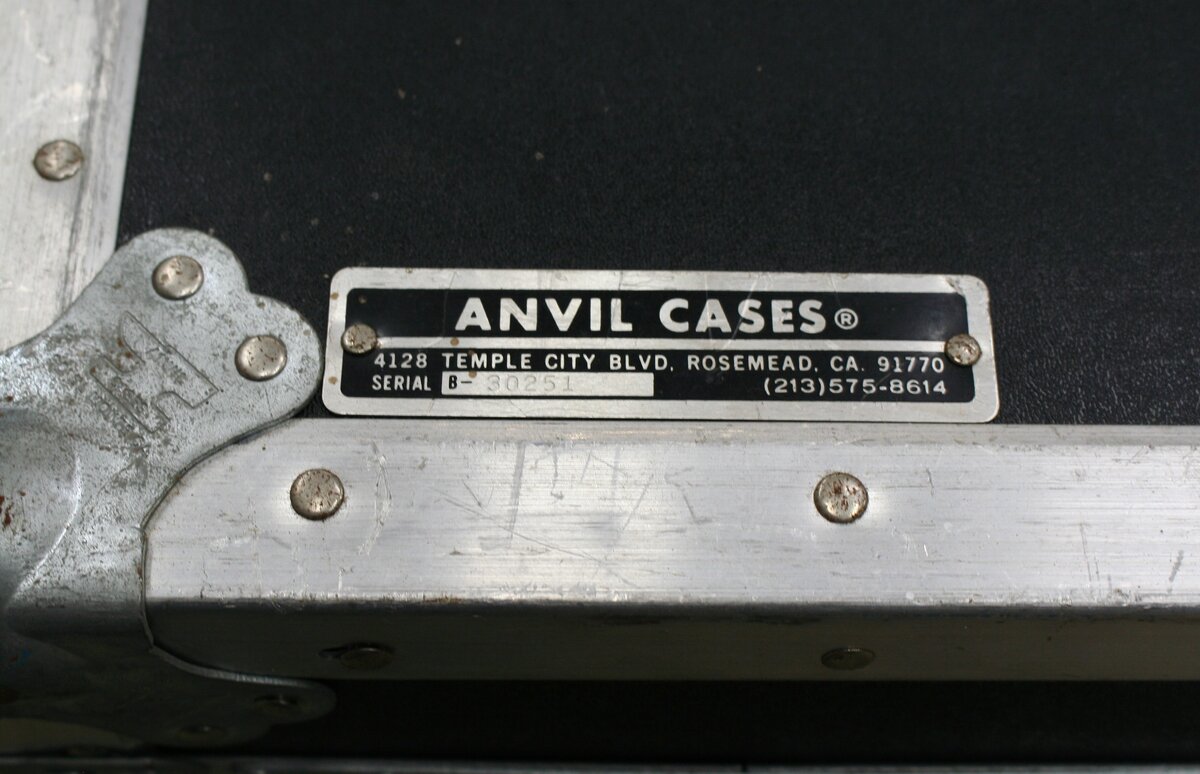 ANVIL CASES®
4128 TEMPLE CITY BLVD. ROSEMEAD, CA. 91770
SERIAL B- 30251 (213)575-8614